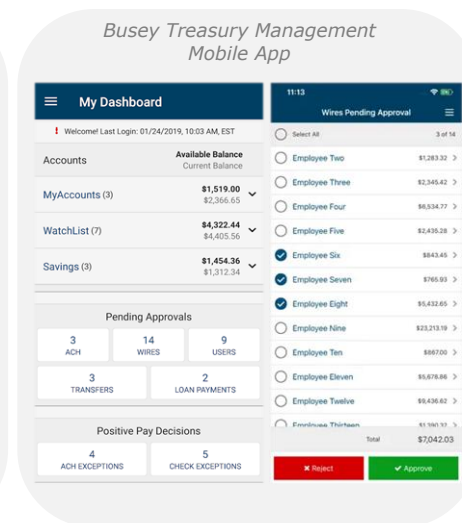 Busey Treasury Management
Mobile App
My Dashboard
! Welcome! Last Login: 01/24/2019, 10:03 AM, EST
Accounts Available Balance
Current Balance
MyAccounts (3) $1,519.00
$2,366.65
WatchList (7) $4,322.44
$4,405.56
Savings (3) $1,454.36
$1,312.34
Pending Approvals
3 14 9
ACH WIRES USERS
3 2
TRANSFERS LOAN PAYMENTS
Positive Pay Decisions
4 5
ACH EXCEPTIONS CHECK EXCEPTIONS
11:13
Wires Pending Approval
Select All 3 of 14
Employee Two $1,283.32
Employee Three $2,345.42
Employee Four $6,534.77
Employee Five $2,435.28
Employee Six $843.45
Employee Seven $765.93
Employee Eight $5,432.65
Employee Nine $23,213.19
Employee Ten $667.00
Employee Eleven $5,678.86
Employee Twelve $9,436.62
Employee Thirteen
Total $7,042.03
Reject Approve